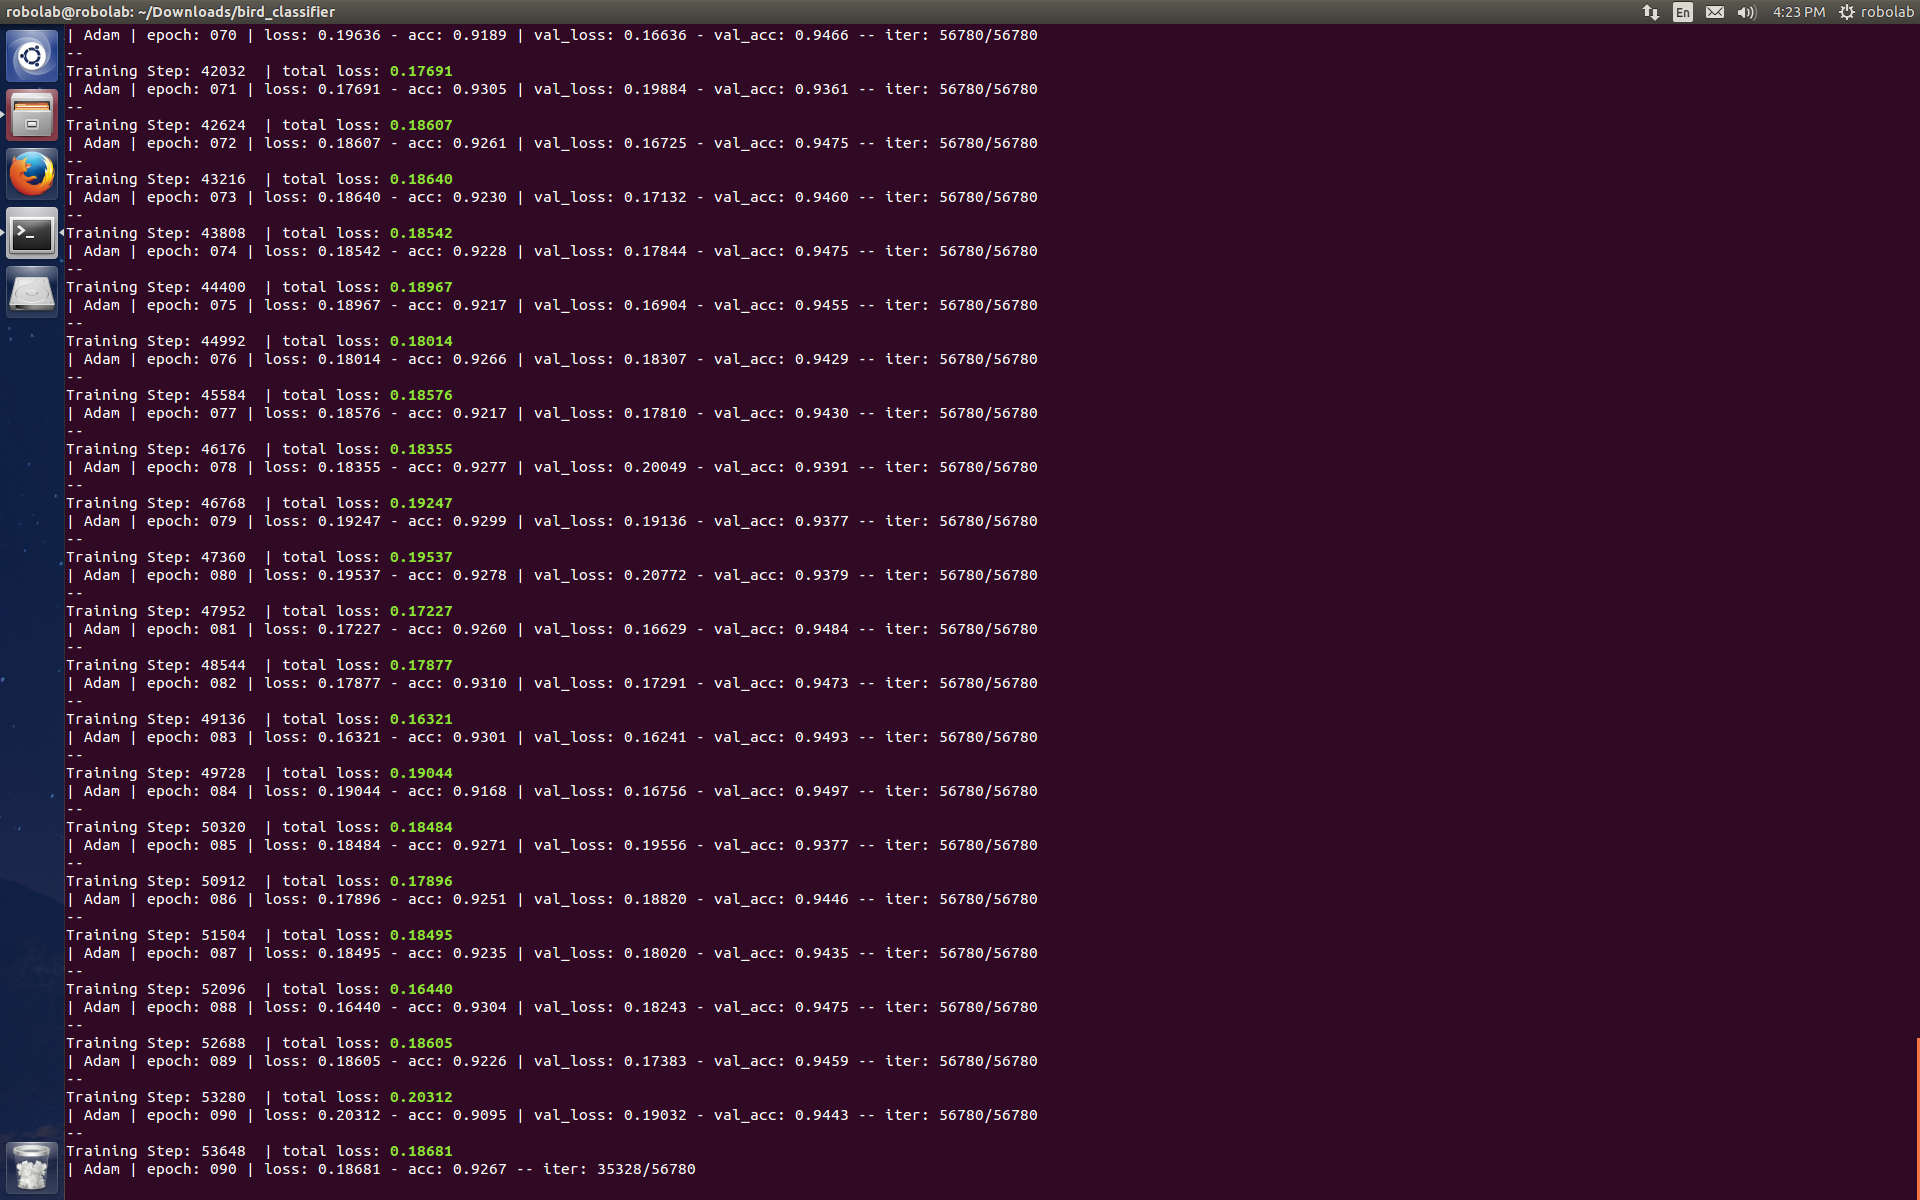 robolab@robolab: ~/Downloads/bird_classifier En 4:23 PM robolab
| Adam | epoch: 070 | loss: 0.19636 - acc: 0.9189 | val_loss: 0.16636 - val_acc: 0.9466 -- iter: 56780/56780
--
Training Step: 42032  | total loss: 0.17691
| Adam | epoch: 071 | loss: 0.17691 - acc: 0.9305 | val_loss: 0.19884 - val_acc: 0.9361 -- iter: 56780/56780
--
Training Step: 42624  | total loss: 0.18607
| Adam | epoch: 072 | loss: 0.18607 - acc: 0.9261 | val_loss: 0.16725 - val_acc: 0.9475 -- iter: 56780/56780
--
Training Step: 43216  | total loss: 0.18640
| Adam | epoch: 073 | loss: 0.18640 - acc: 0.9230 | val_loss: 0.17132 - val_acc: 0.9460 -- iter: 56780/56780
--
Training Step: 43808  | total loss: 0.18542
| Adam | epoch: 074 | loss: 0.18542 - acc: 0.9228 | val_loss: 0.17844 - val_acc: 0.9475 -- iter: 56780/56780
--
Training Step: 44400  | total loss: 0.18967
| Adam | epoch: 075 | loss: 0.18967 - acc: 0.9217 | val_loss: 0.16904 - val_acc: 0.9455 -- iter: 56780/56780
--
Training Step: 44992  | total loss: 0.18014
| Adam | epoch: 076 | loss: 0.18014 - acc: 0.9266 | val_loss: 0.18307 - val_acc: 0.9429 -- iter: 56780/56780
--
Training Step: 45584  | total loss: 0.18576
| Adam | epoch: 077 | loss: 0.18576 - acc: 0.9217 | val_loss: 0.17810 - val_acc: 0.9430 -- iter: 56780/56780
--
Training Step: 46176  | total loss: 0.18355
| Adam | epoch: 078 | loss: 0.18355 - acc: 0.9277 | val_loss: 0.20049 - val_acc: 0.9391 -- iter: 56780/56780
--
Training Step: 46768  | total loss: 0.19247
| Adam | epoch: 079 | loss: 0.19247 - acc: 0.9299 | val_loss: 0.19136 - val_acc: 0.9377 -- iter: 56780/56780
--
Training Step: 47360  | total loss: 0.19537
| Adam | epoch: 080 | loss: 0.19537 - acc: 0.9278 | val_loss: 0.20772 - val_acc: 0.9379 -- iter: 56780/56780
--
Training Step: 47952  | total loss: 0.17227
| Adam | epoch: 081 | loss: 0.17227 - acc: 0.9260 | val_loss: 0.16629 - val_acc: 0.9484 -- iter: 56780/56780
--
Training Step: 48544  | total loss: 0.17877
| Adam | epoch: 082 | loss: 0.17877 - acc: 0.9310 | val_loss: 0.17291 - val_acc: 0.9473 -- iter: 56780/56780
--
Training Step: 49136  | total loss: 0.16321
| Adam | epoch: 083 | loss: 0.16321 - acc: 0.9301 | val_loss: 0.16241 - val_acc: 0.9493 -- iter: 56780/56780
--
Training Step: 49728  | total loss: 0.19044
| Adam | epoch: 084 | loss: 0.19044 - acc: 0.9168 | val_loss: 0.16756 - val_acc: 0.9497 -- iter: 56780/56780
--
Training Step: 50320  | total loss: 0.18484
| Adam | epoch: 085 | loss: 0.18484 - acc: 0.9271 | val_loss: 0.19556 - val_acc: 0.9377 -- iter: 56780/56780
--
Training Step: 50912  | total loss: 0.17896
| Adam | epoch: 086 | loss: 0.17896 - acc: 0.9251 | val_loss: 0.18820 - val_acc: 0.9446 -- iter: 56780/56780
--
Training Step: 51504  | total loss: 0.18495
| Adam | epoch: 087 | loss: 0.18495 - acc: 0.9235 | val_loss: 0.18020 - val_acc: 0.9435 -- iter: 56780/56780
--
Training Step: 52096  | total loss: 0.16440
| Adam | epoch: 088 | loss: 0.16440 - acc: 0.9304 | val_loss: 0.18243 - val_acc: 0.9475 -- iter: 56780/56780
--
Training Step: 52688  | total loss: 0.18605
| Adam | epoch: 089 | loss: 0.18605 - acc: 0.9226 | val_loss: 0.17383 - val_acc: 0.9459 -- iter: 56780/56780
--
Training Step: 53280  | total loss: 0.20312
| Adam | epoch: 090 | loss: 0.20312 - acc: 0.9095 | val_loss: 0.19032 - val_acc: 0.9443 -- iter: 56780/56780
--
Training Step: 53648  | total loss: 0.18681
| Adam | epoch: 090 | loss: 0.18681 - acc: 0.9267 -- iter: 35328/56780